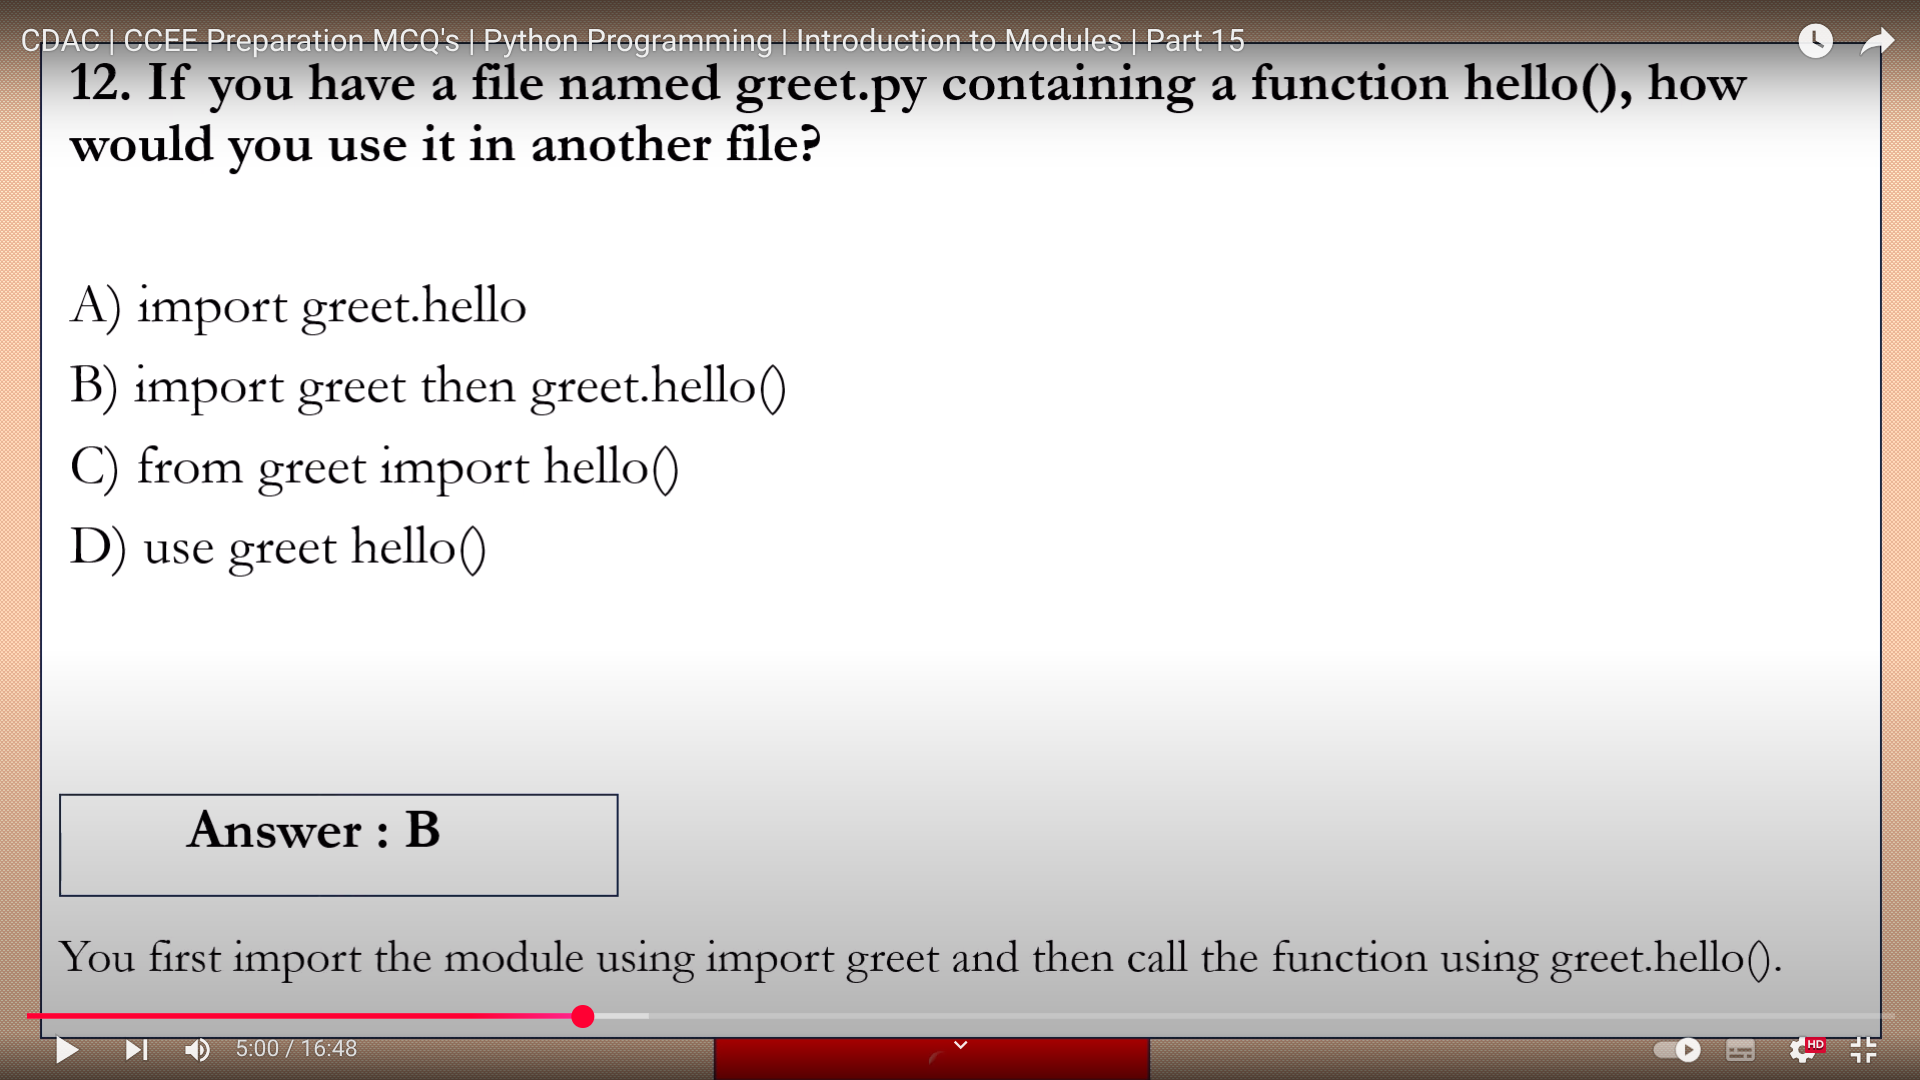 CDAC | CCEE Preparation MCQ's | Python Programming | Introduction to Modules | Part 15
12. If you have a file named greet.py containing a function hello(), how
would you use it in another file?
A) import greet.hello
B) import greet then greet.hello()
C) from greet import hello()
D) use greet hello()
Answer : B
You first import the module using import greet and then call the function using greet.hello().
5:00 / 16:48
HD